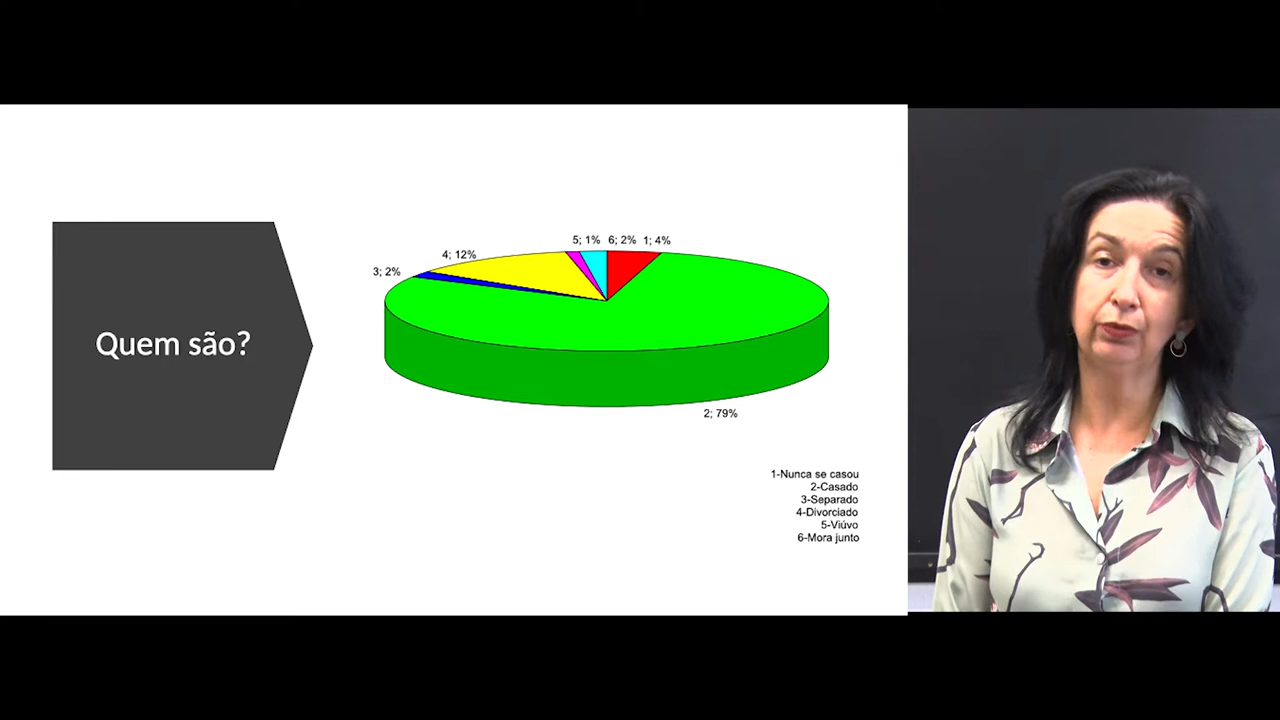 Quem são?
5; 1%
6; 2%
1; 4%
4; 12%
3; 2%
2; 79%
1-Nunca se casou
2-Casado
3-Separado
4-Divorciado
5-Viúvo
6-Mora junto